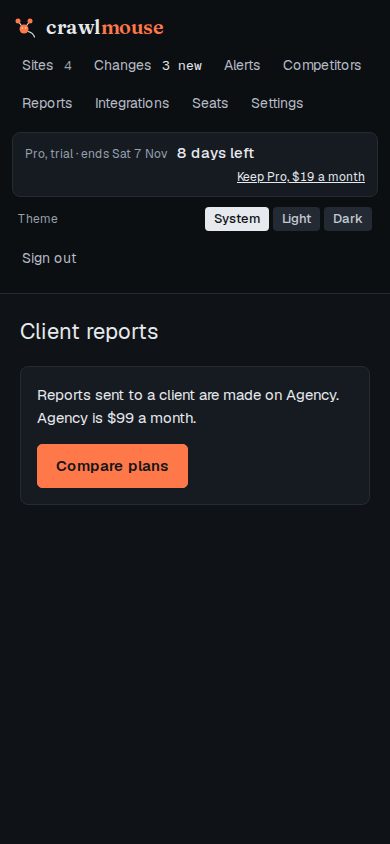 crawlmouse
Sites 4 Changes 3 new Alerts Competitors
Reports Integrations Seats Settings
Pro, trial · ends Sat 7 Nov 8 days left
Keep Pro, $19 a month
Theme System Light Dark
Sign out
Client reports
Reports sent to a client are made on Agency.
Agency is $99 a month.
Compare plans